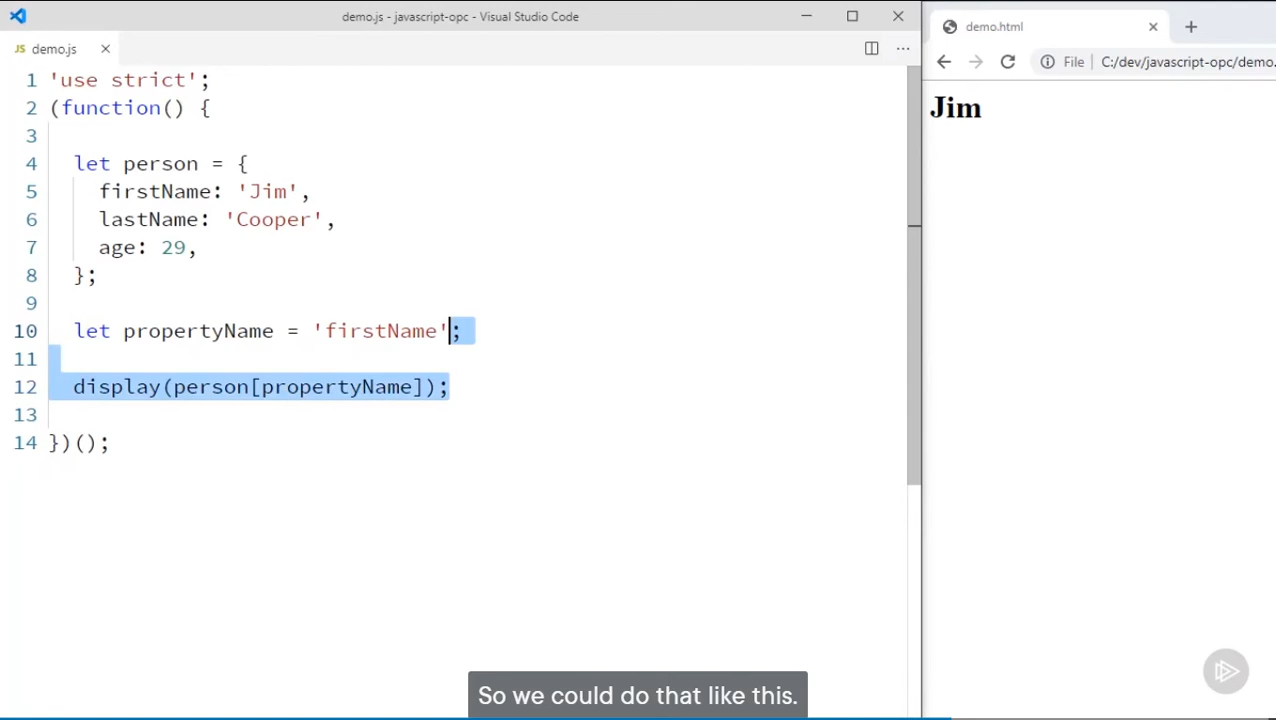 demo.js - javascript-opc - Visual Studio Code
JS demo.js
1 'use strict';
2 (function() {
3
4 let person = {
5 firstName: 'Jim',
6 lastName: 'Cooper',
7 age: 29,
8 };
9
10 let propertyName = 'firstName';
11
12 display(person[propertyName]);
13
14 })();
demo.html
File C:/dev/javascript-opc/demo.
Jim
So we could do that like this.